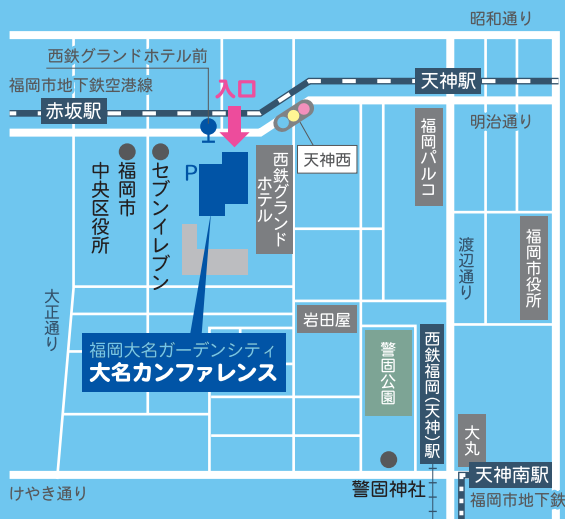 昭和通り
西鉄グランドホテル前
福岡市地下鉄空港線
入口
天神駅
赤坂駅
明治通り
天神西
福岡パルコ
P
西鉄グランド
ホテル
セブンイレブン
福岡市
中央区役所
渡辺通り
福岡市役所
大正通り
岩田屋
福岡大名ガーデンシティ
大名カンファレンス
警固公園
西鉄福岡(天神)駅
大丸
天神南駅
警固神社
けやき通り
福岡市地下鉄